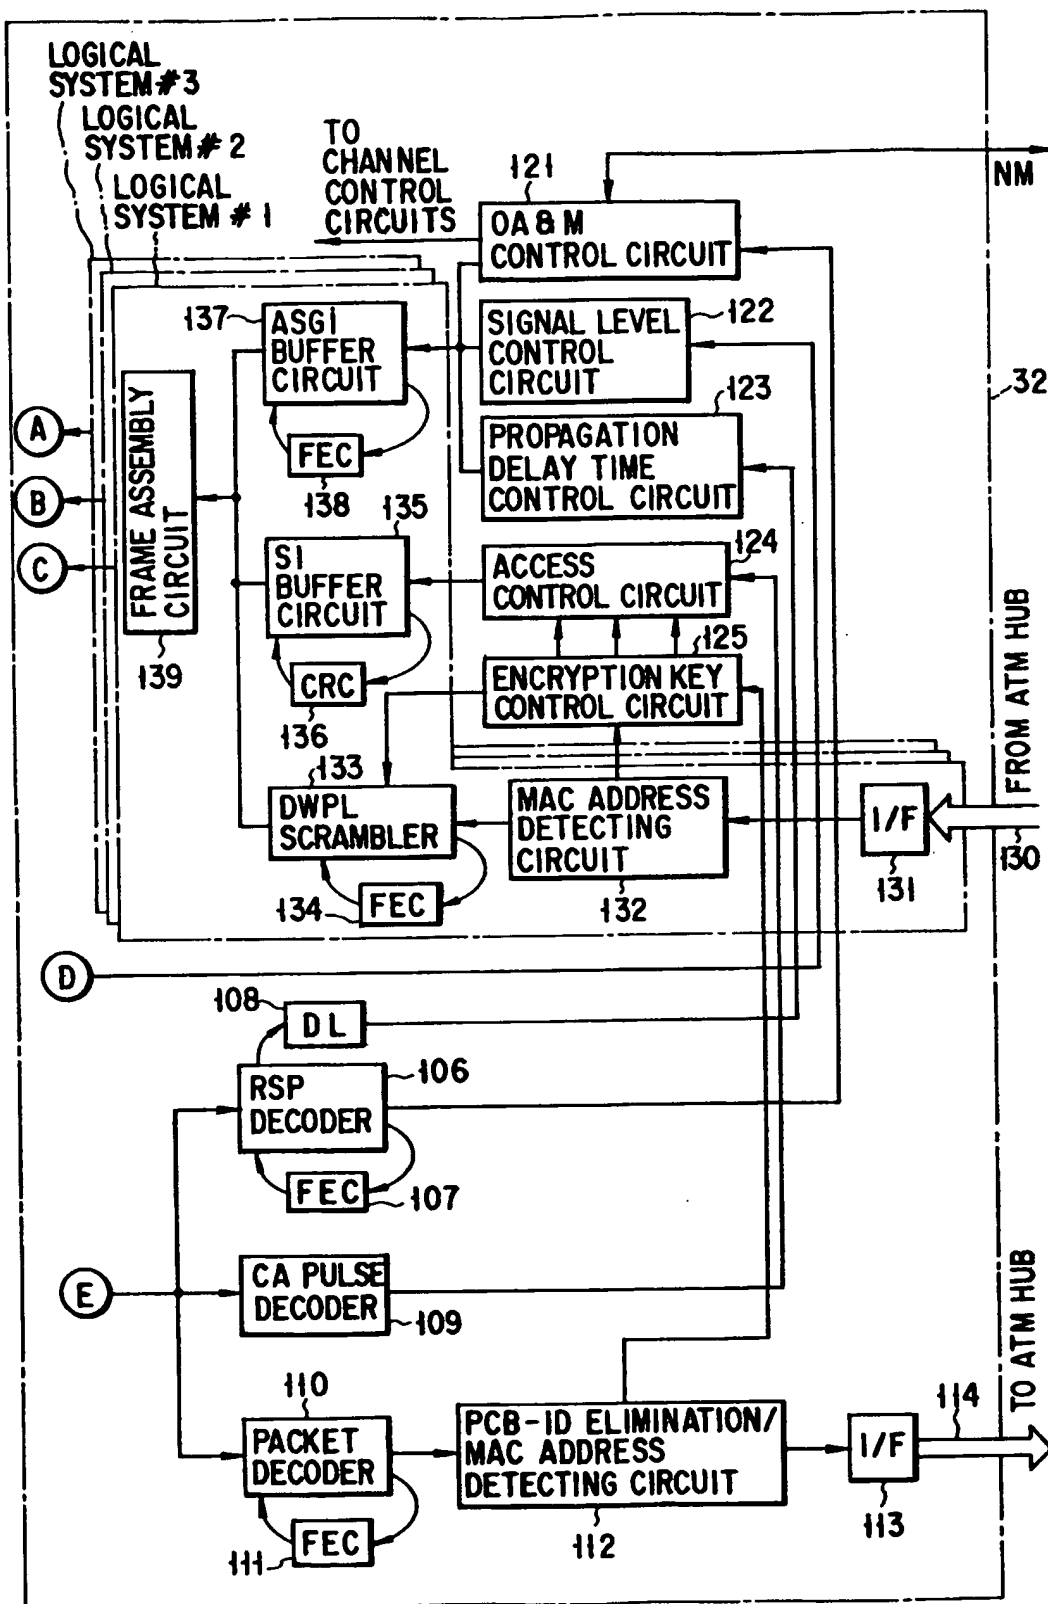 LOGICAL
SYSTEM #3
LOGICAL
SYSTEM #2
LOGICAL
SYSTEM #1
TO
CHANNEL
CONTROL
CIRCUITS
121
NM
OA & M
CONTROL CIRCUIT
137
ASGi
BUFFER
CIRCUIT
SIGNAL LEVEL
CONTROL
CIRCUIT
122
32
123
FRAME ASSEMBLY
CIRCUIT
A
PROPAGATION
DELAY TIME
CONTROL CIRCUIT
FEC
138
B
135
C
SI
BUFFER
CIRCUIT
124
ACCESS
CONTROL CIRCUIT
139
125
CRC
136
ENCRYPTION KEY
CONTROL CIRCUIT
FROM ATM HUB
133
DWPL
SCRAMBLER
MAC ADDRESS
DETECTING
CIRCUIT
I/F
130
131
134
FEC
132
D
108
DL
106
RSP
DECODER
FEC
107
E
CA PULSE
DECODER
109
TO ATM HUB
110
PACKET
DECODER
PCB-ID ELIMINATION/
MAC ADDRESS
DETECTING CIRCUIT
I/F
114
113
111
FEC
112